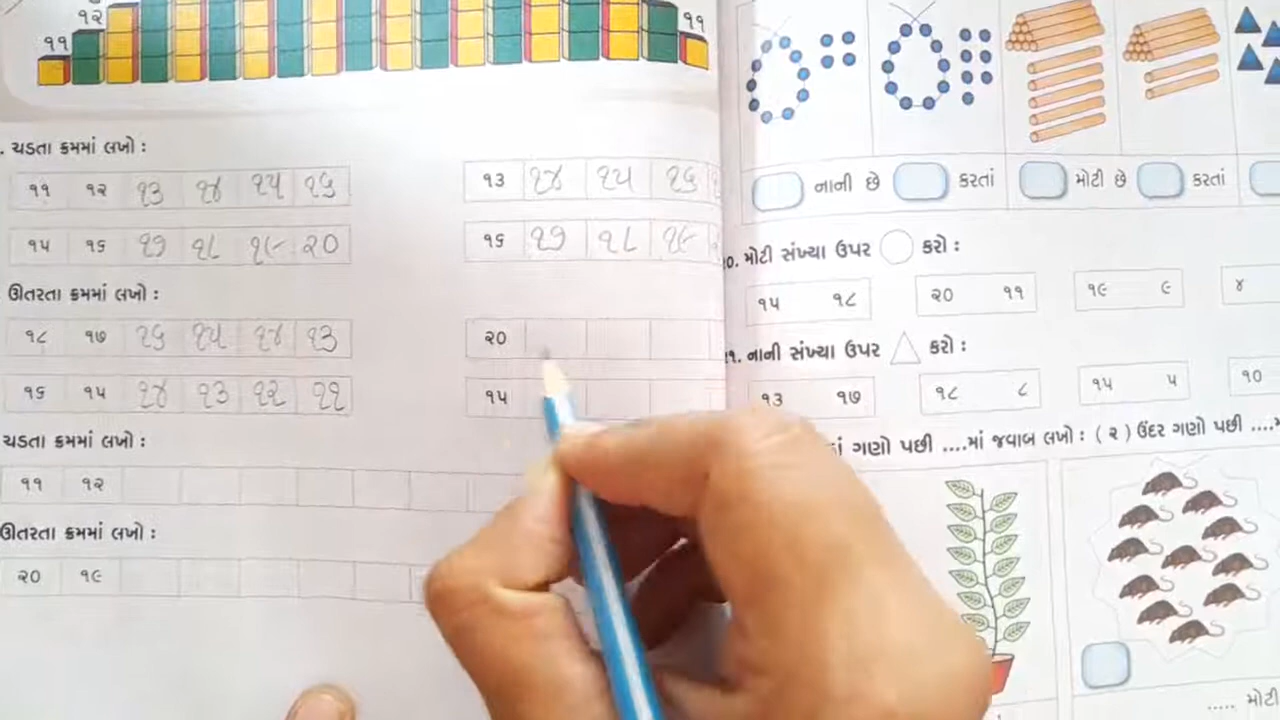 ૧૧ ૧૨ ૧૧
. ચડતા ક્રમમાં લખો :
૧૧ ૧૨ ૧૩ ૧૪ ૧૫ ૧૬
૧૩ ૧૪ ૧૫ ૧૬
૧૫ ૧૬ ૧૭ ૧૮ ૧૯ ૨૦
૧૬ ૧૭ ૧૮ ૧૯
ઊતરતા ક્રમમાં લખો :
૧૮ ૧૭ ૧૬ ૧૫ ૧૪ ૧૩
૨૦
૧૬ ૧૫ ૧૪ ૧૩ ૧૨ ૧૧
૧૫
ચડતા ક્રમમાં લખો :
૧૧ ૧૨
ઊતરતા ક્રમમાં લખો :
૨૦ ૧૯
નાની છે કરતાં
મોટી છે કરતાં
૧૦. મોટી સંખ્યા ઉપર કરો :
૧૫ ૧૮
૨૦ ૧૧
૧૯ ૯
૪
૧૧. નાની સંખ્યા ઉપર કરો :
૧૩ ૧૭
૧૮ ૮
૧૫ ૫
૧૦
ગણો પછી ....માં જવાબ લખો : ( ૨ ) ઉંદર ગણો પછી ....
..... મોટી